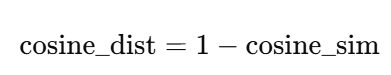 cosine_dist = 1 − cosine_sim